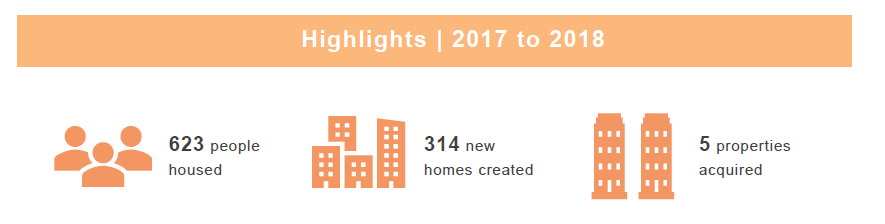 Highlights | 2017 to 2018
623 people
housed
314 new
homes created
5 properties
acquired